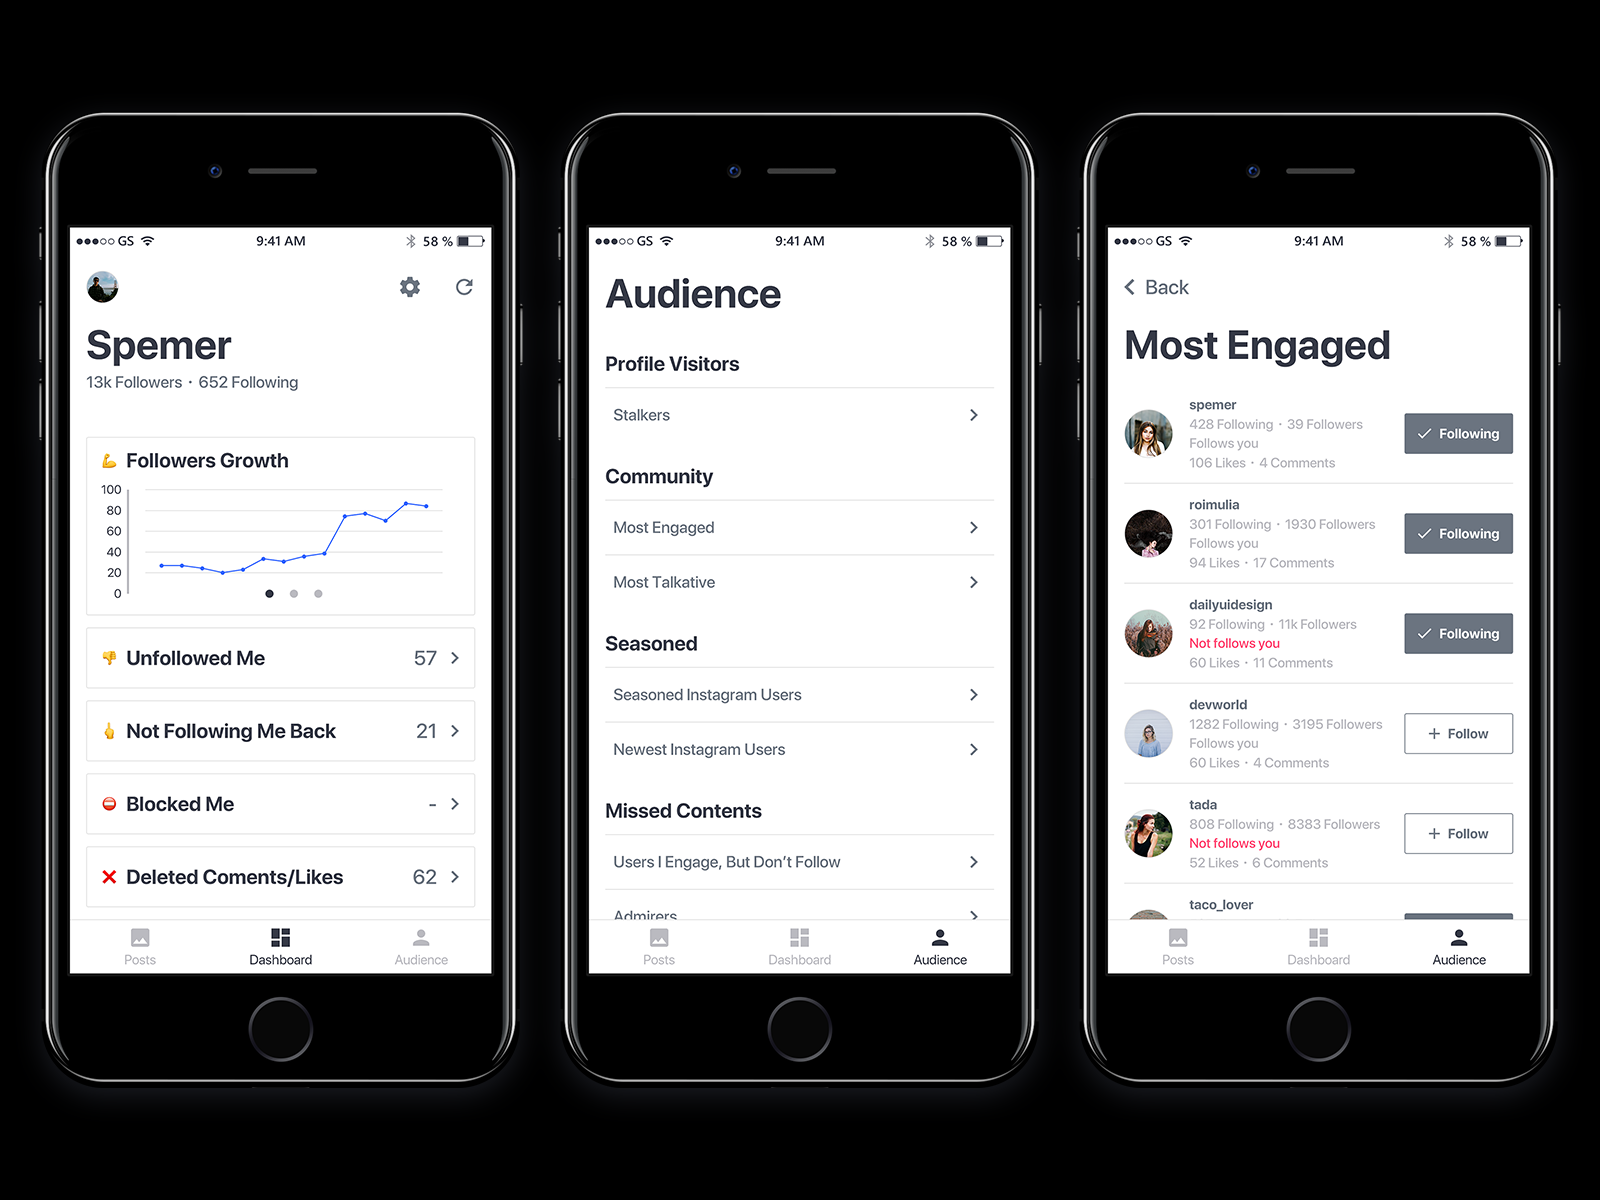 GS 9:41 AM 58 %
Spemer
13k Followers • 652 Following
💪 Followers Growth
100
80
60
40
20
0
👎 Unfollowed Me 57
🖕 Not Following Me Back 21
⛔ Blocked Me -
❌ Deleted Coments/Likes 62
Posts Dashboard Audience
GS 9:41 AM 58 %
Audience
Profile Visitors
Stalkers
Community
Most Engaged
Most Talkative
Seasoned
Seasoned Instagram Users
Newest Instagram Users
Missed Contents
Users I Engage, But Don’t Follow
Admirers
Posts Dashboard Audience
GS 9:41 AM 58 %
Back
Most Engaged
spemer
428 Following • 39 Followers
Follows you
106 Likes • 4 Comments
Following
roimulia
301 Following • 1930 Followers
Follows you
94 Likes • 17 Comments
Following
dailyuidesign
92 Following • 11k Followers
Not follows you
60 Likes • 11 Comments
Following
devworld
1282 Following • 3195 Followers
Follows you
60 Likes • 4 Comments
+ Follow
tada
808 Following • 8383 Followers
Not follows you
52 Likes • 6 Comments
+ Follow
taco_lover
Posts Dashboard Audience